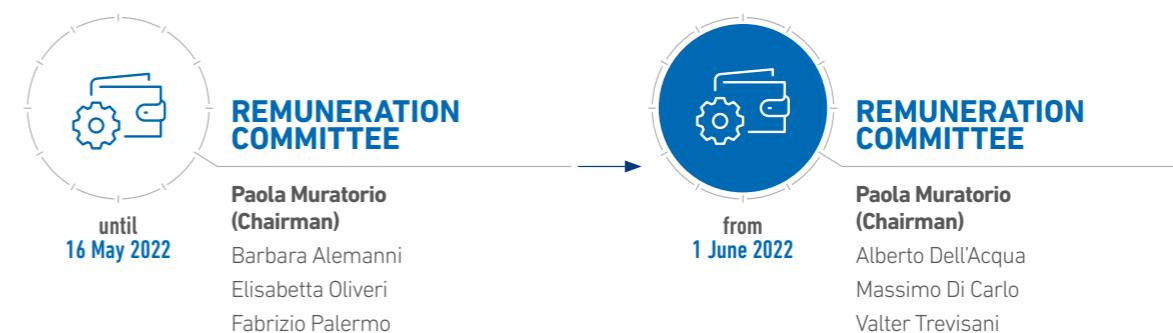 REMUNERATION
COMMITTEE
Paola Muratorio
(Chairman)
Barbara Alemanni
Elisabetta Oliveri
Fabrizio Palermo
until
16 May 2022
REMUNERATION
COMMITTEE
Paola Muratorio
(Chairman)
Alberto Dell'Acqua
Massimo Di Carlo
Valter Trevisani
from
1 June 2022